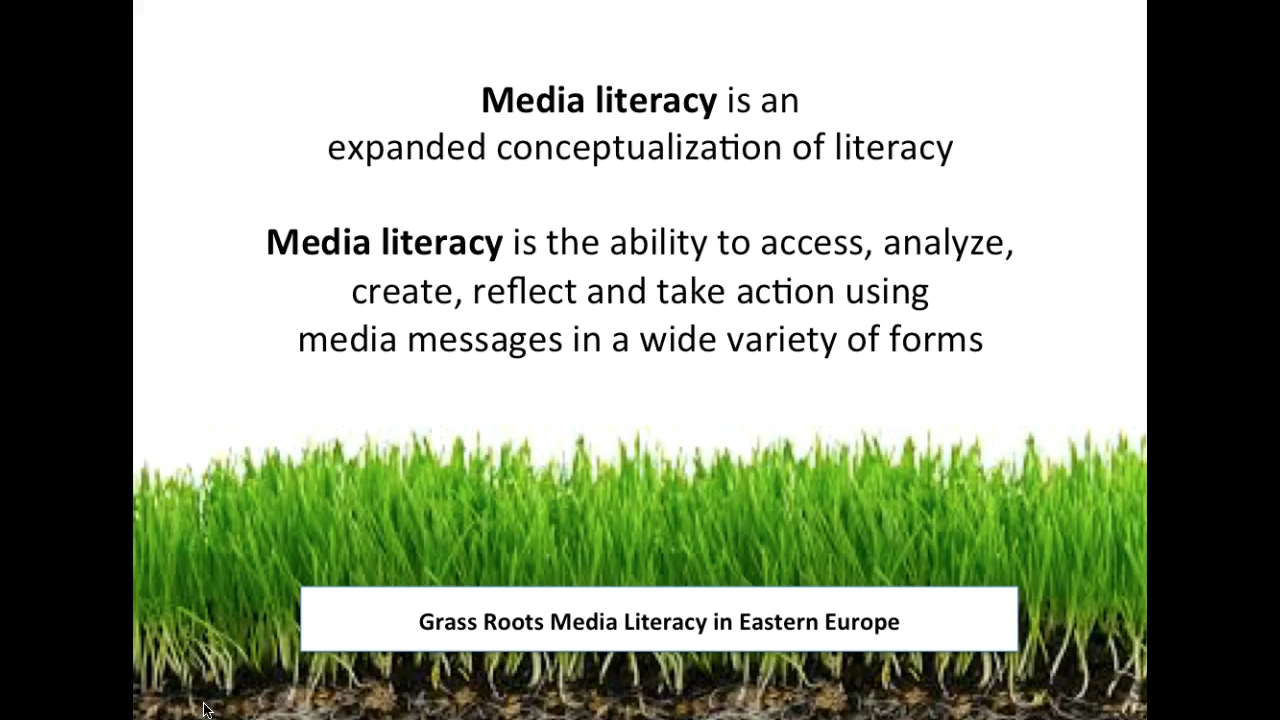 Media literacy is an
expanded conceptualization of literacy
Media literacy is the ability to access, analyze,
create, reflect and take action using
media messages in a wide variety of forms
Grass Roots Media Literacy in Eastern Europe